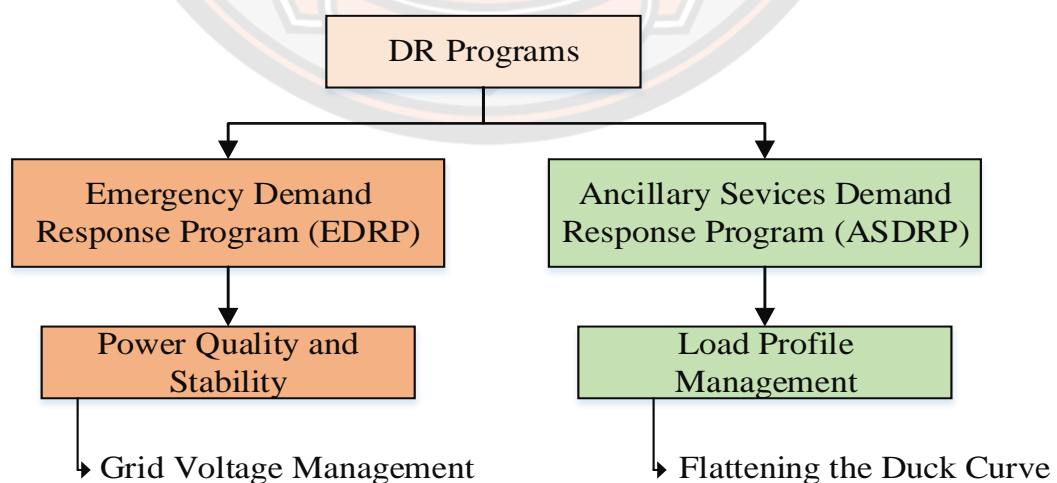 DR Programs
Emergency Demand
Response Program (EDRP)
Ancillary Sevices Demand
Response Program (ASDRP)
Power Quality and
Stability
Load Profile
Management
Grid Voltage Management
Flattening the Duck Curve